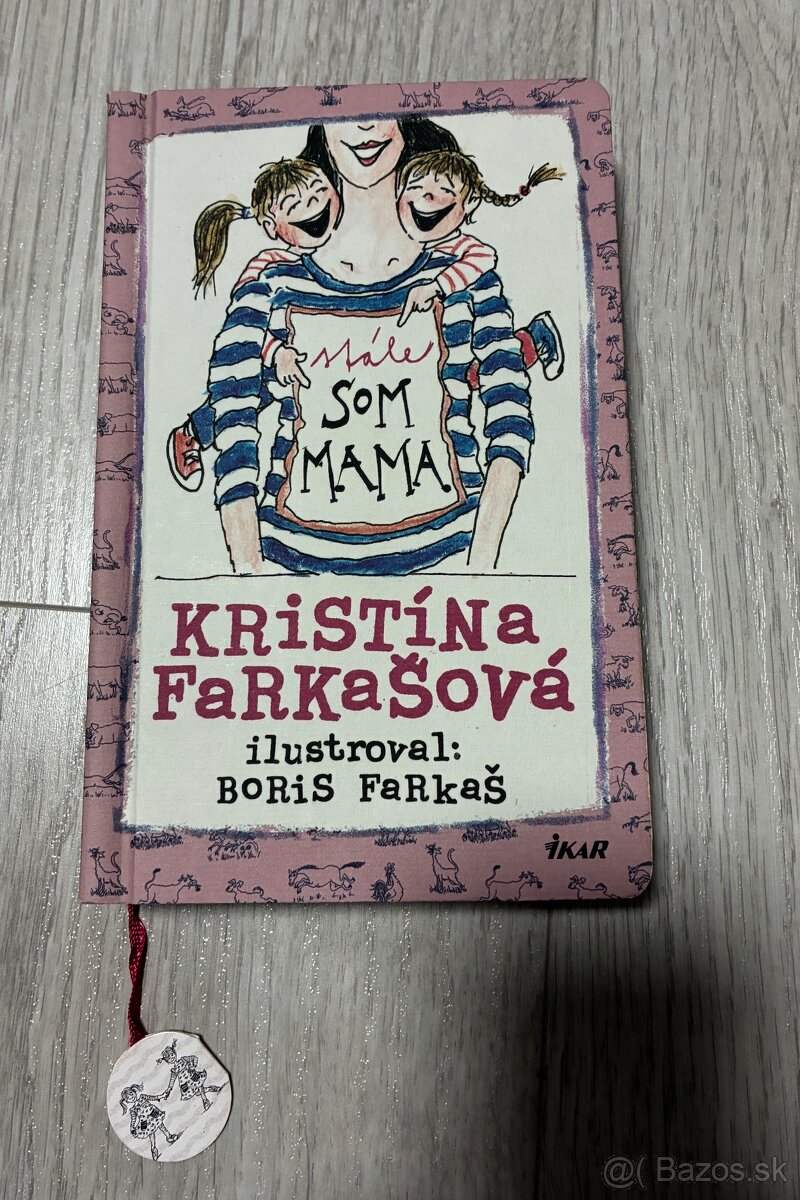 stále
SOM
MAMA
KRiSTíNa
FaRKaŠová
ilustroval:
BORiS FaRkaŠ
iKAR
@( Bazos.sk